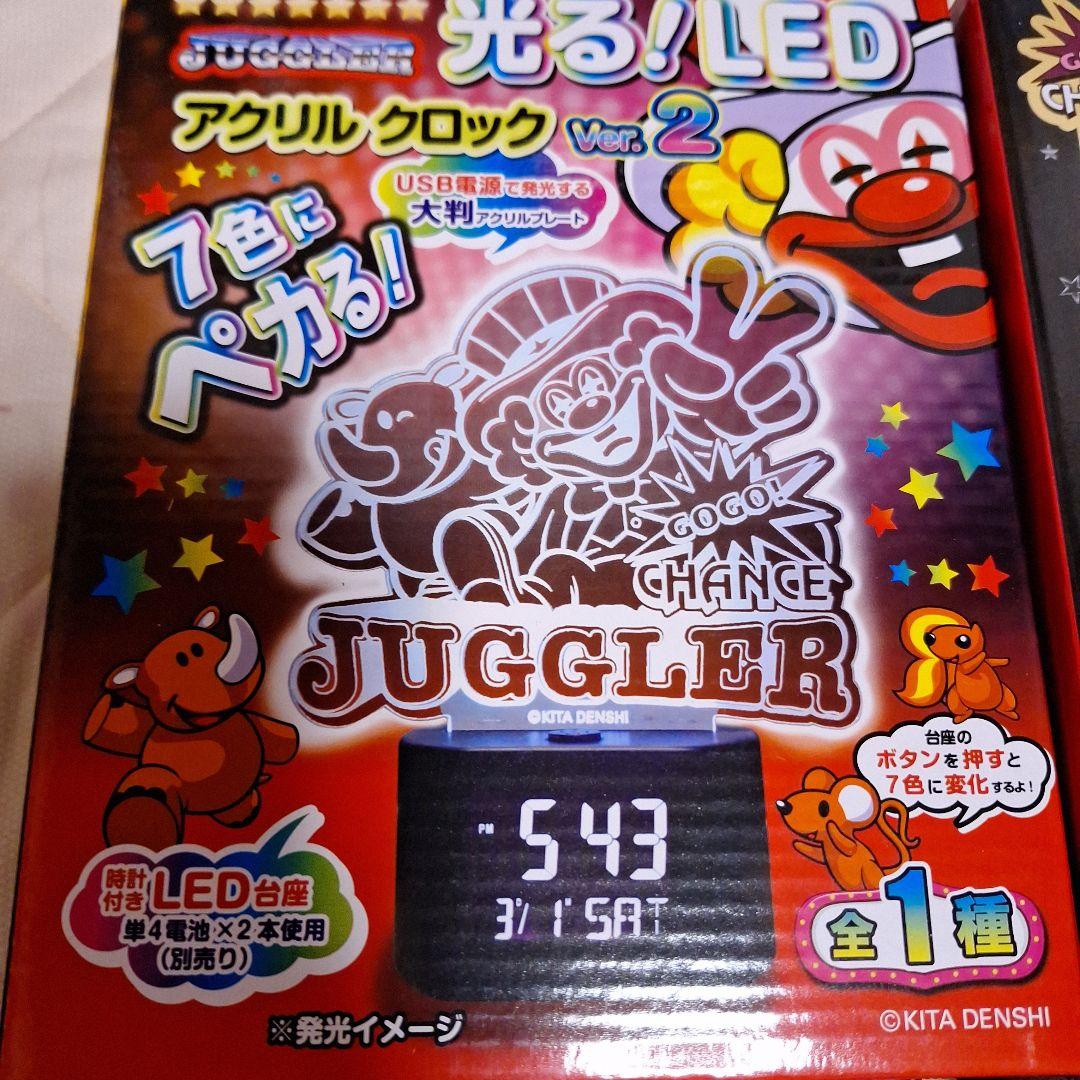 JUGGLER
光る!LED
アクリル クロック Ver.2
USB電源で発光する
大判アクリルプレート
7色に
ペカる!
GOGO!
CHANCE
JUGGLER
©KITA DENSHI
PM 5 43
3/1 SAT
台座の
ボタンを押すと
7色に変化するよ!
時計付き LED台座
単4電池×2本使用
(別売り)
全1種
※発光イメージ
©KITA DENSHI